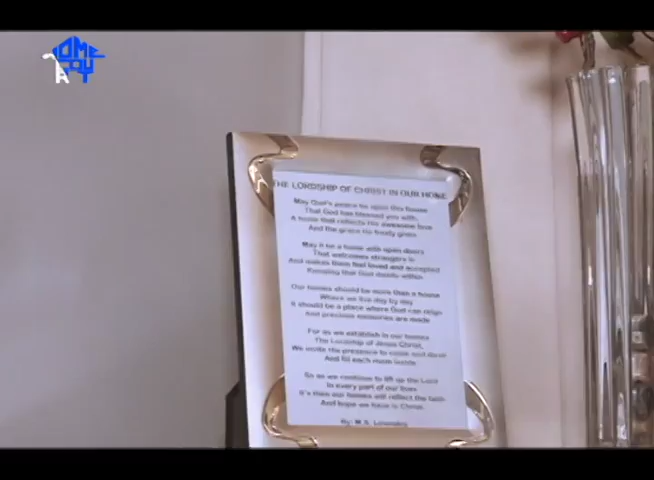 THE LORDSHIP OF CHRIST IN OUR HOME
May God's peace be upon this house
That God has blessed you with,
A home that reflects His awesome love
And the grace He freely gives
May it be a home with open doors
That welcomes strangers in
And makes them feel loved and accepted
Knowing that God dwells within
Our homes should be more than a house
Where we live day by day
It should be a place where God can reign
And precious memories are made
For as we establish in our homes
The Lordship of Jesus Christ,
We invite His presence to come and dwell
And fill each room inside
So as we continue to lift up the Lord
In every part of our lives
It's then our homes will reflect the faith
And hope we have in Christ.
By: M.S. Lowndes